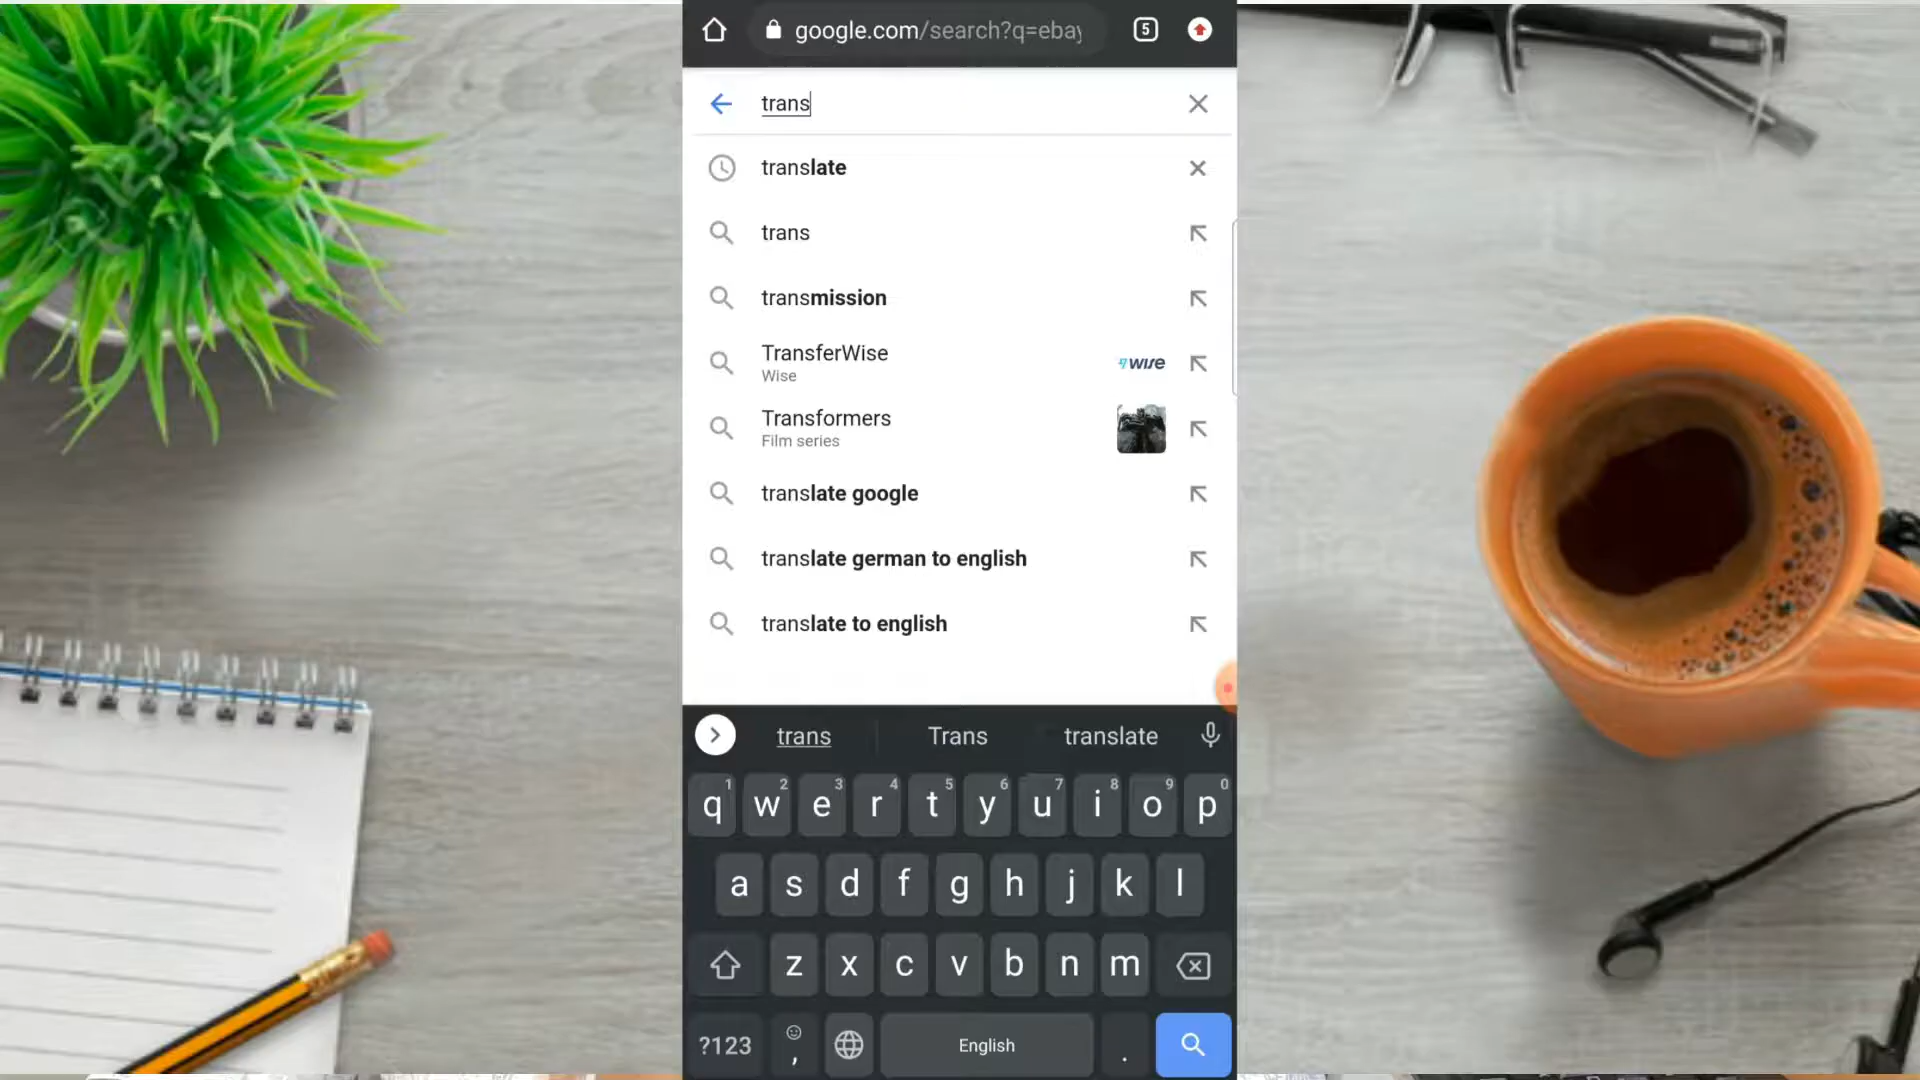 google.com/search?q=ebay
5
trans
translate
trans
transmission
TransferWise
Wise
wise
Transformers
Film series
translate google
translate german to english
translate to english
trans Trans translate
1 2 3 4 5 6 7 8 9 0
q w e r t y u i o p
a s d f g h j k l
z x c v b n m
?123 , English .